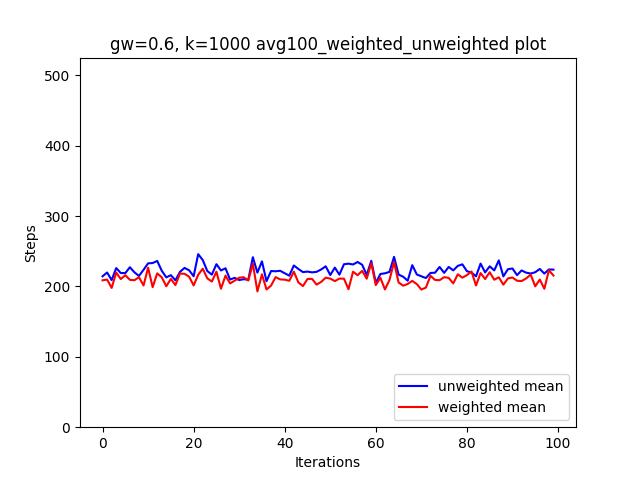 gw=0.6, k=1000 avg100_weighted_unweighted plot
500
400
300
200
100
0
Steps
unweighted mean
weighted mean
0 20 40 60 80 100
Iterations